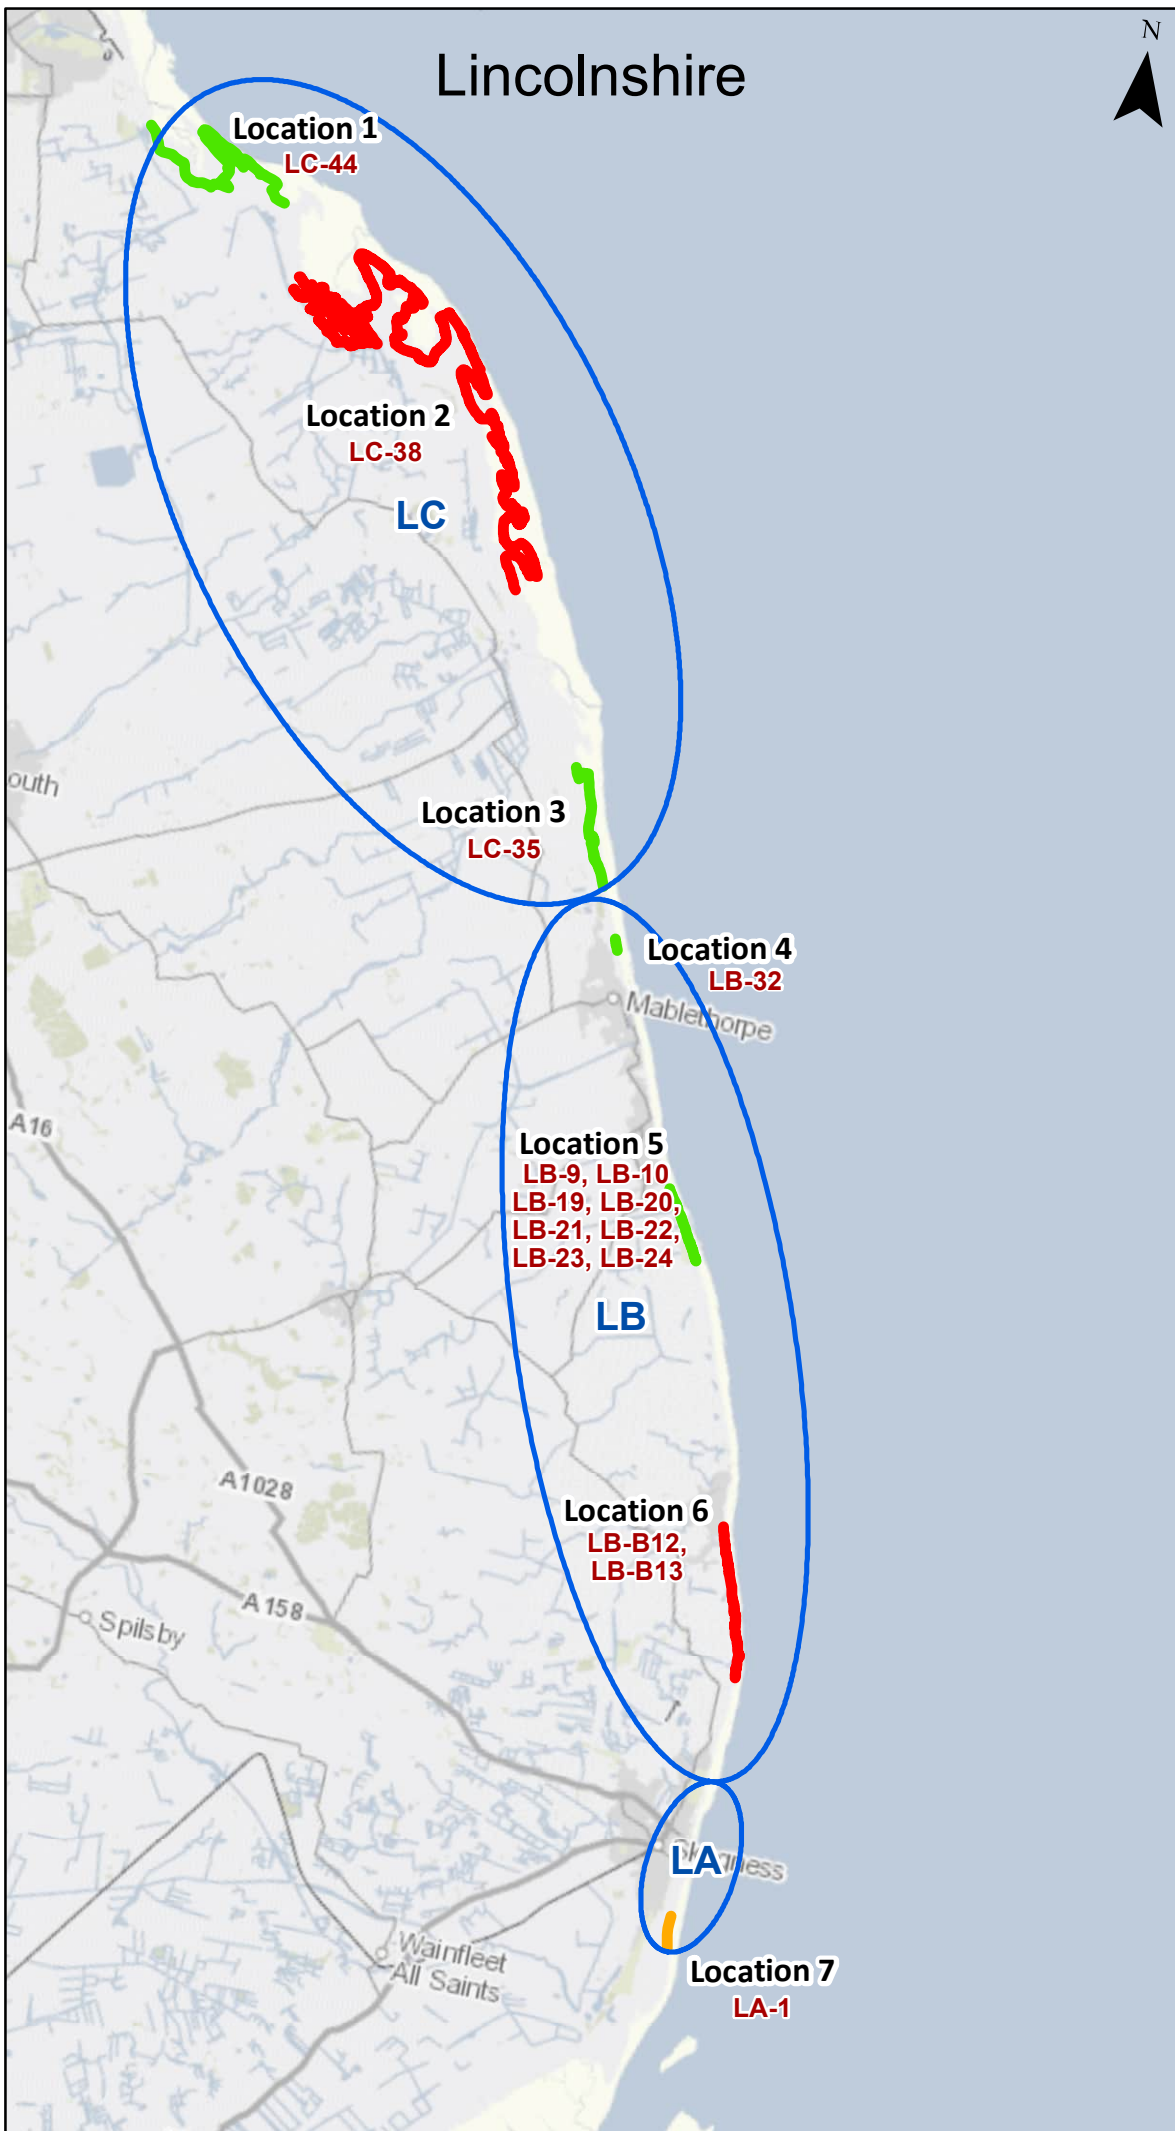 Lincolnshire
N
Location 1
LC-44
Location 2
LC-38
LC
outh
Location 3
LC-35
Location 4
LB-32
Mablethorpe
A16
Location 5
LB-9, LB-10
LB-19, LB-20,
LB-21, LB-22,
LB-23, LB-24
LB
A1028
Location 6
LB-B12,
LB-B13
A158
Spilsby
Skegness
LA
Wainfleet
All Saints
Location 7
LA-1